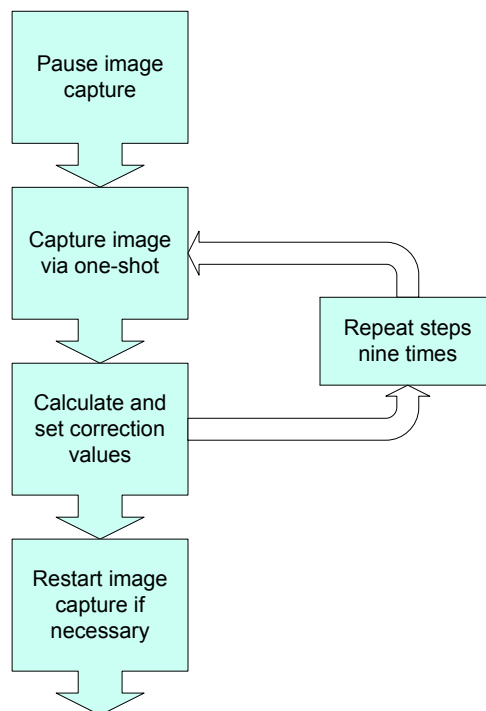 Pause image
capture
Capture image
via one-shot
Repeat steps
nine times
Calculate and
set correction
values
Restart image
capture if
necessary